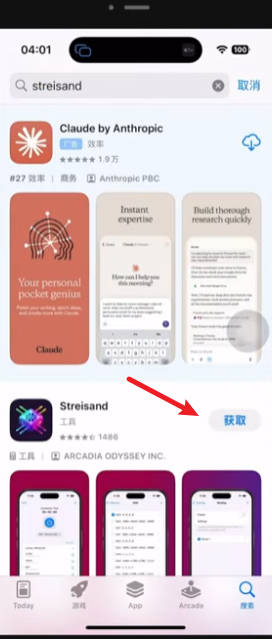 04:01
100
streisand
取消
Claude by Anthropic
广告 效率
★★★★★ 1.9万
#27 效率 商务 Anthropic PBC
Your personal
pocket genius
Claude
Instant
expertise
How can I help you
this morning?
Build thorough
research quickly
Streisand
工具
1486
获取
工具 ARCADIA ODYSSEY INC.
Today
游戏
App
Arcade
搜索